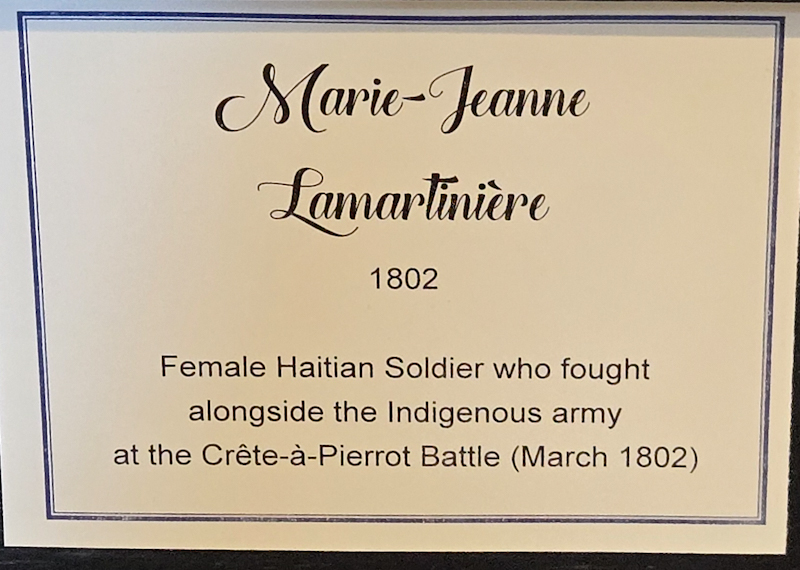 Marie-Jeanne
Lamartinière
1802
Female Haitian Soldier who fought
alongside the Indigenous army
at the Crête-à-Pierrot Battle (March 1802)